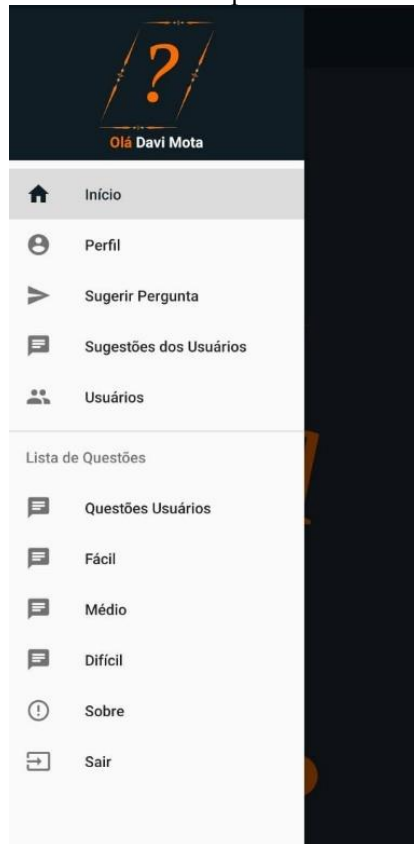 ?
Olá Davi Mota
Início
Perfil
Sugerir Pergunta
Sugestões dos Usuários
Usuários
Lista de Questões
Questões Usuários
Fácil
Médio
Difícil
Sobre
Sair